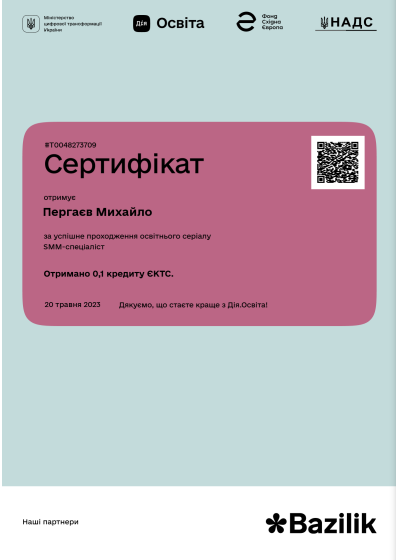 Міністерство
цифрової трансформації
України
Дія Освіта
Фонд
Східна
Європа
НАДС
#T0048273709
Сертифікат
отримує
Пергаєв Михайло
за успішне проходження освітнього серіалу
SMM-спеціаліст
Отримано 0,1 кредиту ЄКТС.
20 травня 2023 Дякуємо, що стаєте краще з Дія.Освіта!
Наші партнери
Bazilik